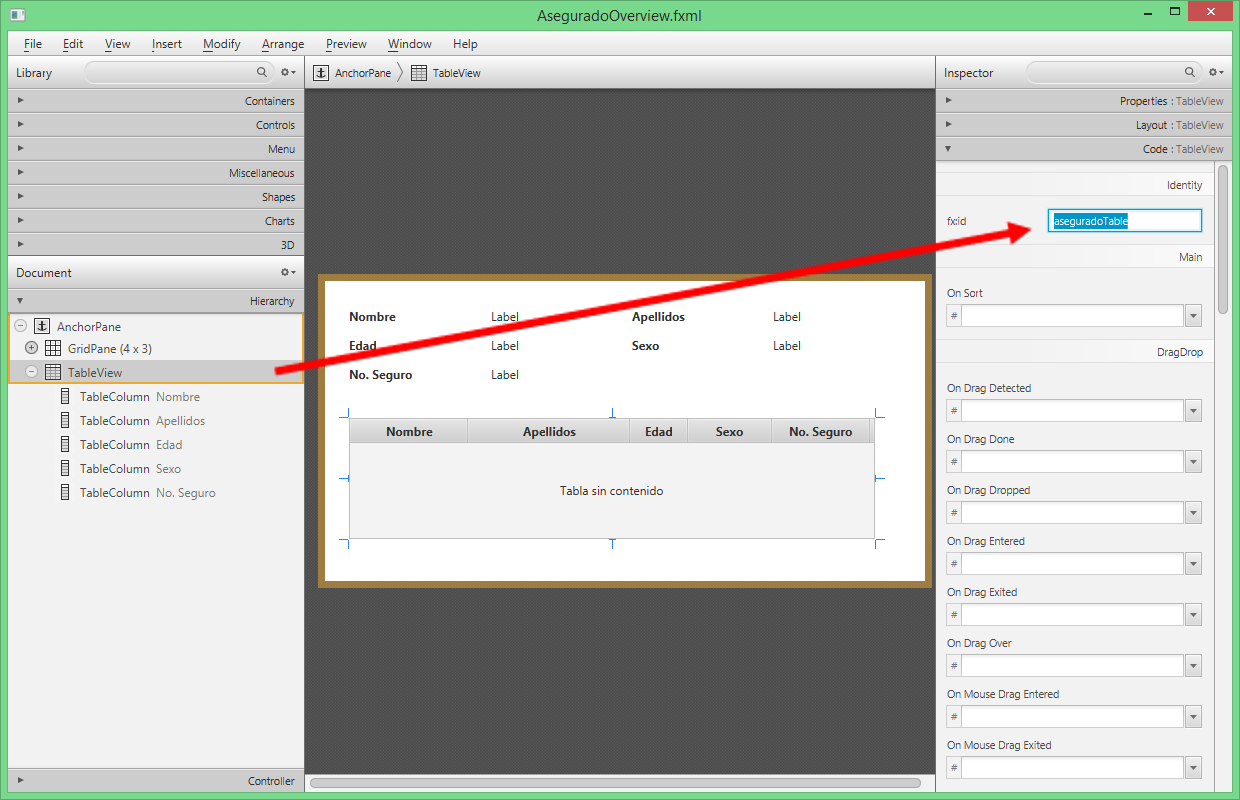 AseguradoOverview.fxml
File Edit View Insert Modify Arrange Preview Window Help
Library
AnchorPane TableView
Inspector
Containers
Controls
Menu
Miscellaneous
Shapes
Charts
3D
Document
Hierarchy
AnchorPane
GridPane (4 x 3)
TableView
TableColumn Nombre
TableColumn Apellidos
TableColumn Edad
TableColumn Sexo
TableColumn No. Seguro
Controller
Nombre Label Apellidos Label
Edad Label Sexo Label
No. Seguro Label
Nombre Apellidos Edad Sexo No. Seguro
Tabla sin contenido
Properties : TableView
Layout : TableView
Code : TableView
Identity
fx:id aseguradoTable
Main
On Sort
#
DragDrop
On Drag Detected
#
On Drag Done
#
On Drag Dropped
#
On Drag Entered
#
On Drag Exited
#
On Drag Over
#
On Mouse Drag Entered
#
On Mouse Drag Exited
#